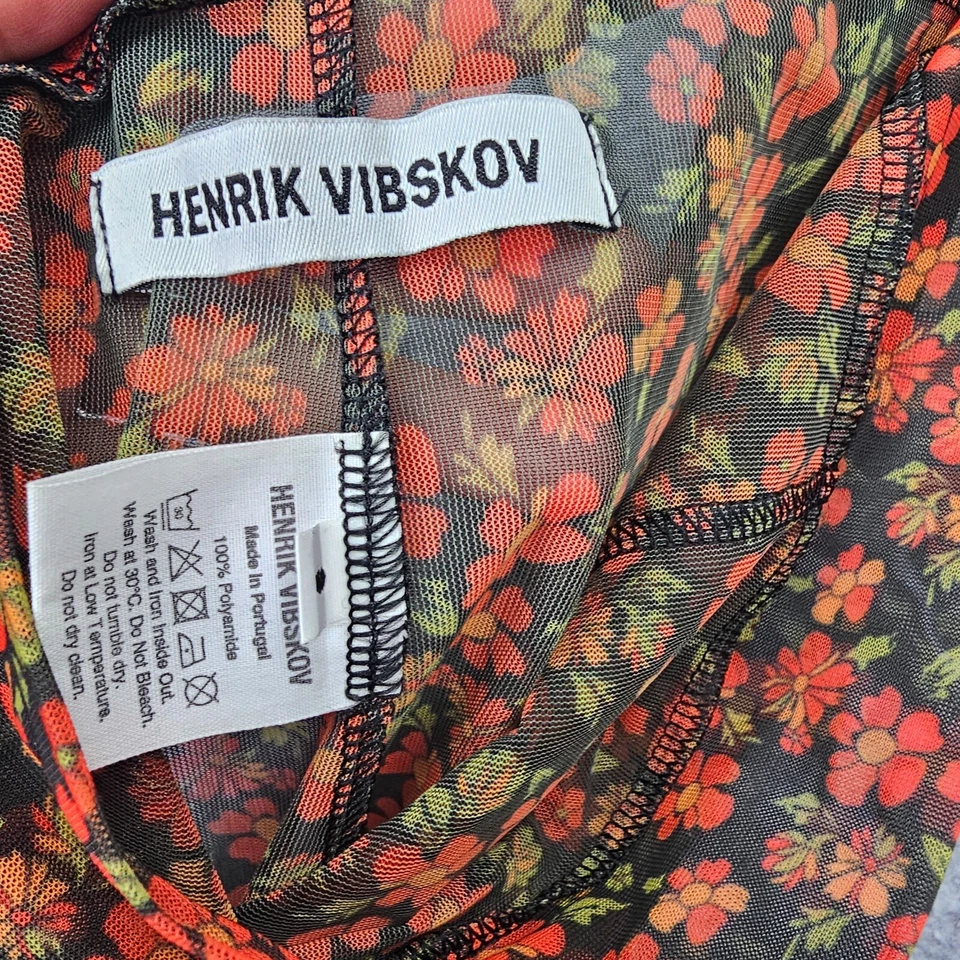 HENRIK VIBSKOV
HENRIK VIBSKOV
Made in Portugal
100% Polyamide
30
Wash and Iron Inside Out.
Wash at 30°C. Do Not Bleach.
Do not tumble dry.
Iron at Low Temperature.
Do not dry clean.